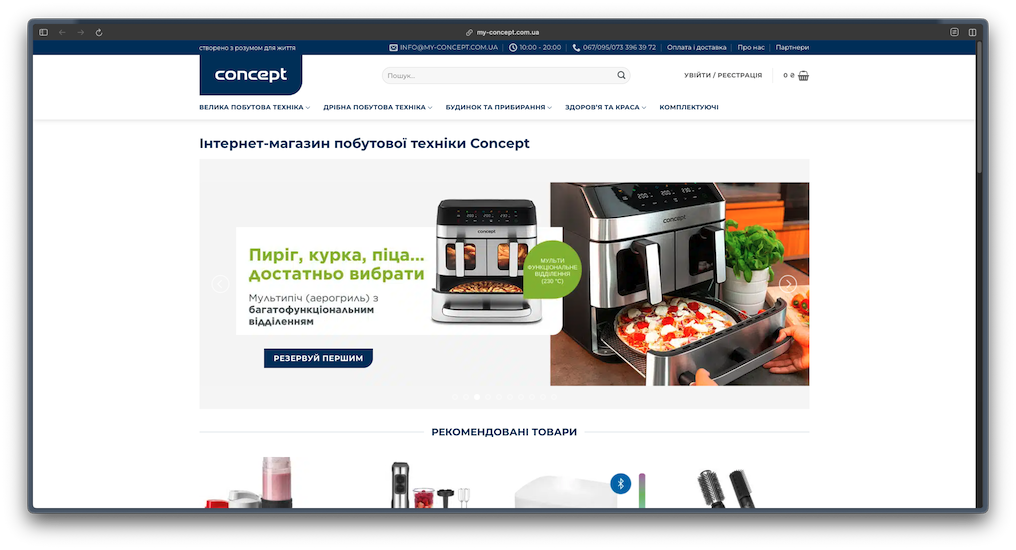 my-concept.com.ua
створено з розумом для життя
INFO@MY-CONCEPT.COM.UA
10:00 - 20:00
067/095/073 396 39 72
Оплата і доставка
Про нас
Партнери
concept
Пошук...
УВІЙТИ / РЕЄСТРАЦІЯ
0 ₴
ВЕЛИКА ПОБУТОВА ТЕХНІКА
ДРІБНА ПОБУТОВА ТЕХНІКА
БУДИНОК ТА ПРИБИРАННЯ
ЗДОРОВ'Я ТА КРАСА
КОМПЛЕКТУЮЧІ
Інтернет-магазин побутової техніки Concept
Пиріг, курка, піца...
достатньо вибрати
Мультипіч (аерогриль) з
багатофункціональним
відділенням
РЕЗЕРВУЙ ПЕРШИМ
concept
МУЛЬТИ
ФУНКЦІОНАЛЬНЕ
ВІДДІЛЕННЯ
(230 °C)
concept
РЕКОМЕНДОВАНІ ТОВАРИ